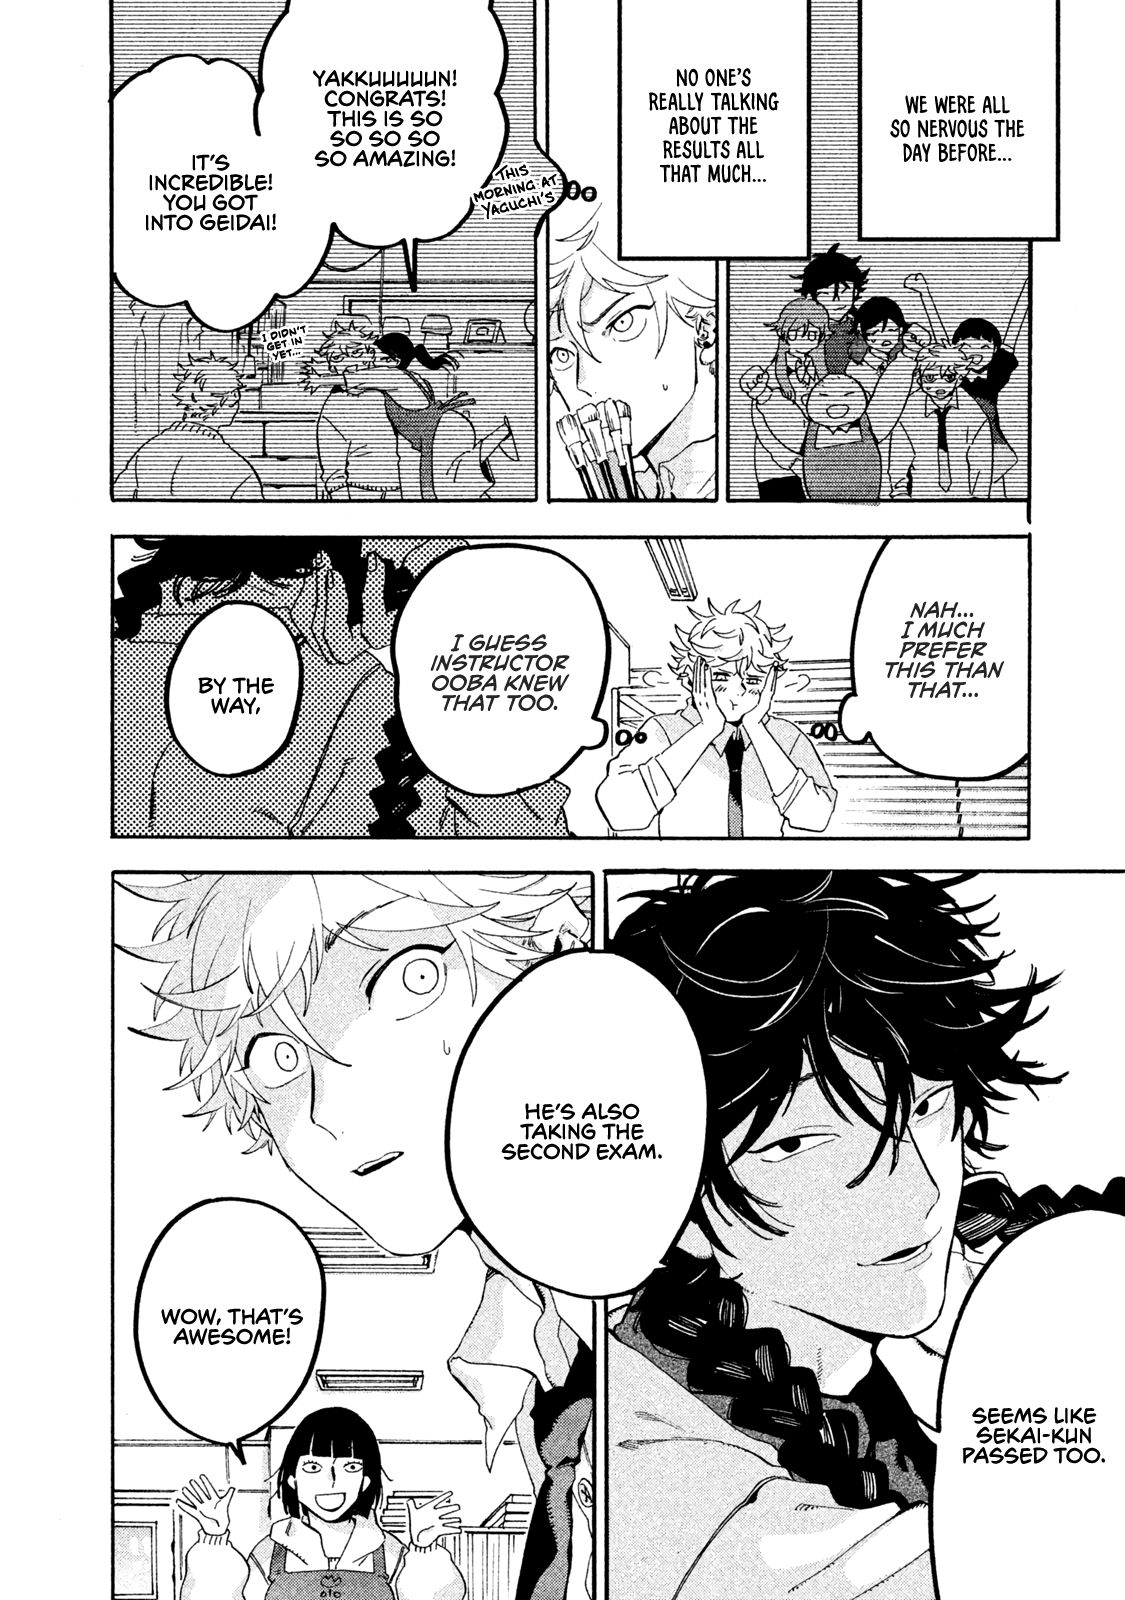 WE WERE ALL
SO NERVOUS THE
DAY BEFORE...
NO ONE'S
REALLY TALKING
ABOUT THE
RESULTS ALL
THAT MUCH...
THIS
MORNING AT
YAGUCHI'S
YAKKUUUUUN!
CONGRATS!
THIS IS SO
SO SO SO SO
SO AMAZING!
IT'S
INCREDIBLE!
YOU GOT
INTO GEIDAI!
I DIDN'T
GET IN
YET...
NAH...
I MUCH
PREFER
THIS THAN
THAT...
I GUESS
INSTRUCTOR
OOBA KNEW
THAT TOO.
BY THE
WAY,
SEEMS LIKE
SEKAI-KUN
PASSED TOO.
HE'S ALSO
TAKING THE
SECOND EXAM.
WOW, THAT'S
AWESOME!